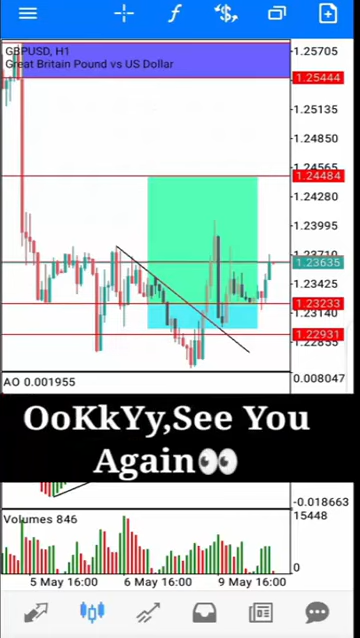 GBPUSD, H1
Great Britain Pound vs US Dollar
1.25705
1.25444
1.25135
1.24850
1.24565
1.24484
1.24280
1.23995
1.23710
1.23635
1.23425
1.23233
1.23140
1.22931
1.22855
AO 0.001955
0.008047
OoKkYy,See You
Again👀
-0.018663
Volumes 846
15448
0
5 May 16:00
6 May 16:00
9 May 16:00